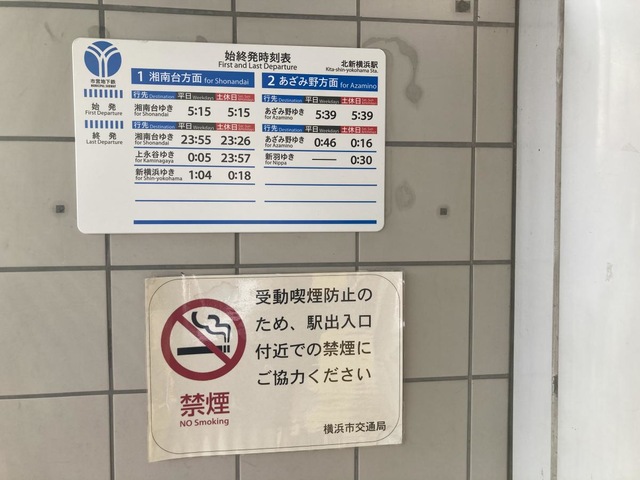 始終発時刻表
First and Last Departure
北新横浜駅
Kita-shin-yokohama Sta.
市営地下鉄
1 湘南台方面 for Shonandai
2 あざみ野方面 for Azamino
行先 Destination 平日 Weekdays 土休日
行先 Destination 平日 Weekdays 土休日
始発
First Departure
湘南台ゆき 5:15 5:15
for Shonandai
あざみ野ゆき 5:39 5:39
for Azamino
終発
Last Departure
行先 Destination 平日 Weekdays 土休日
行先 Destination 平日 Weekdays 土休日
湘南台ゆき 23:55 23:26
for Shonandai
あざみ野ゆき 0:46 0:16
for Azamino
上永谷ゆき 0:05 23:57
for Kaminagaya
新羽ゆき — 0:30
for Nippa
新横浜ゆき 1:04 0:18
for Shin-yokohama
受動喫煙防止の
ため、駅出入口
付近での禁煙に
ご協力ください
禁煙
NO Smoking
横浜市交通局